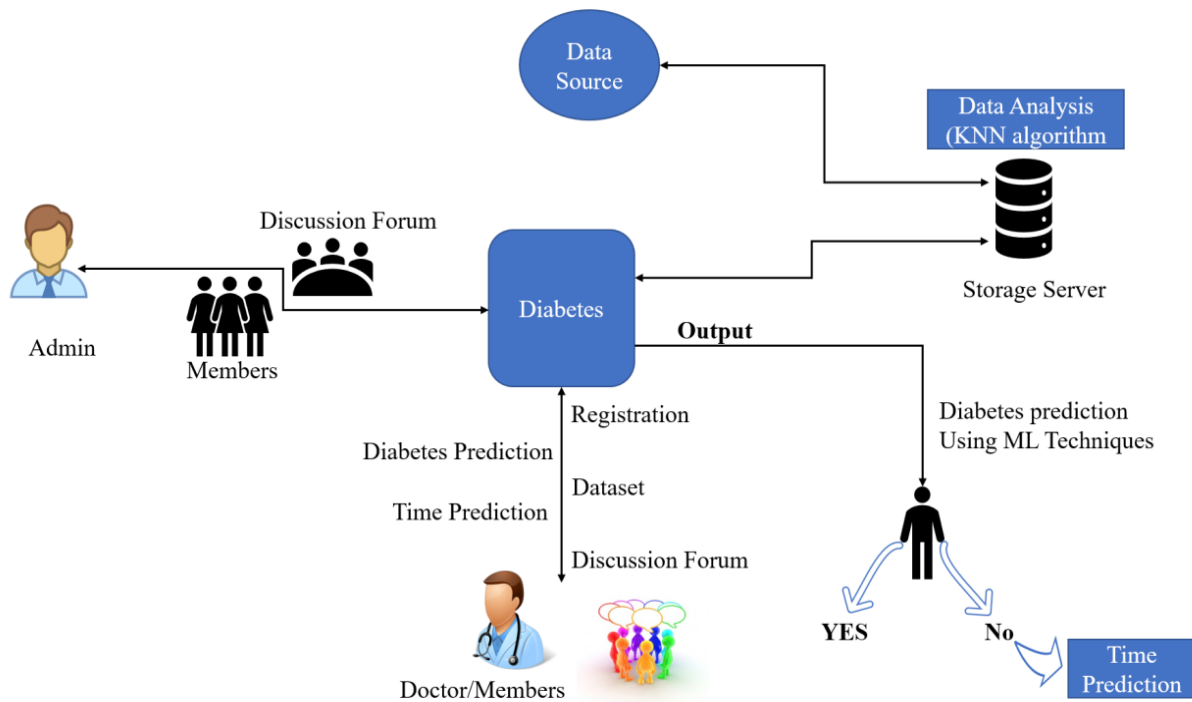 Data
Source
Data Analysis
(KNN algorithm
Discussion Forum
Storage Server
Diabetes
Admin
Members
Output
Registration
Diabetes prediction
Using ML Techniques
Diabetes Prediction
Dataset
Time Prediction
Discussion Forum
YES
No
Doctor/Members
Time
Prediction